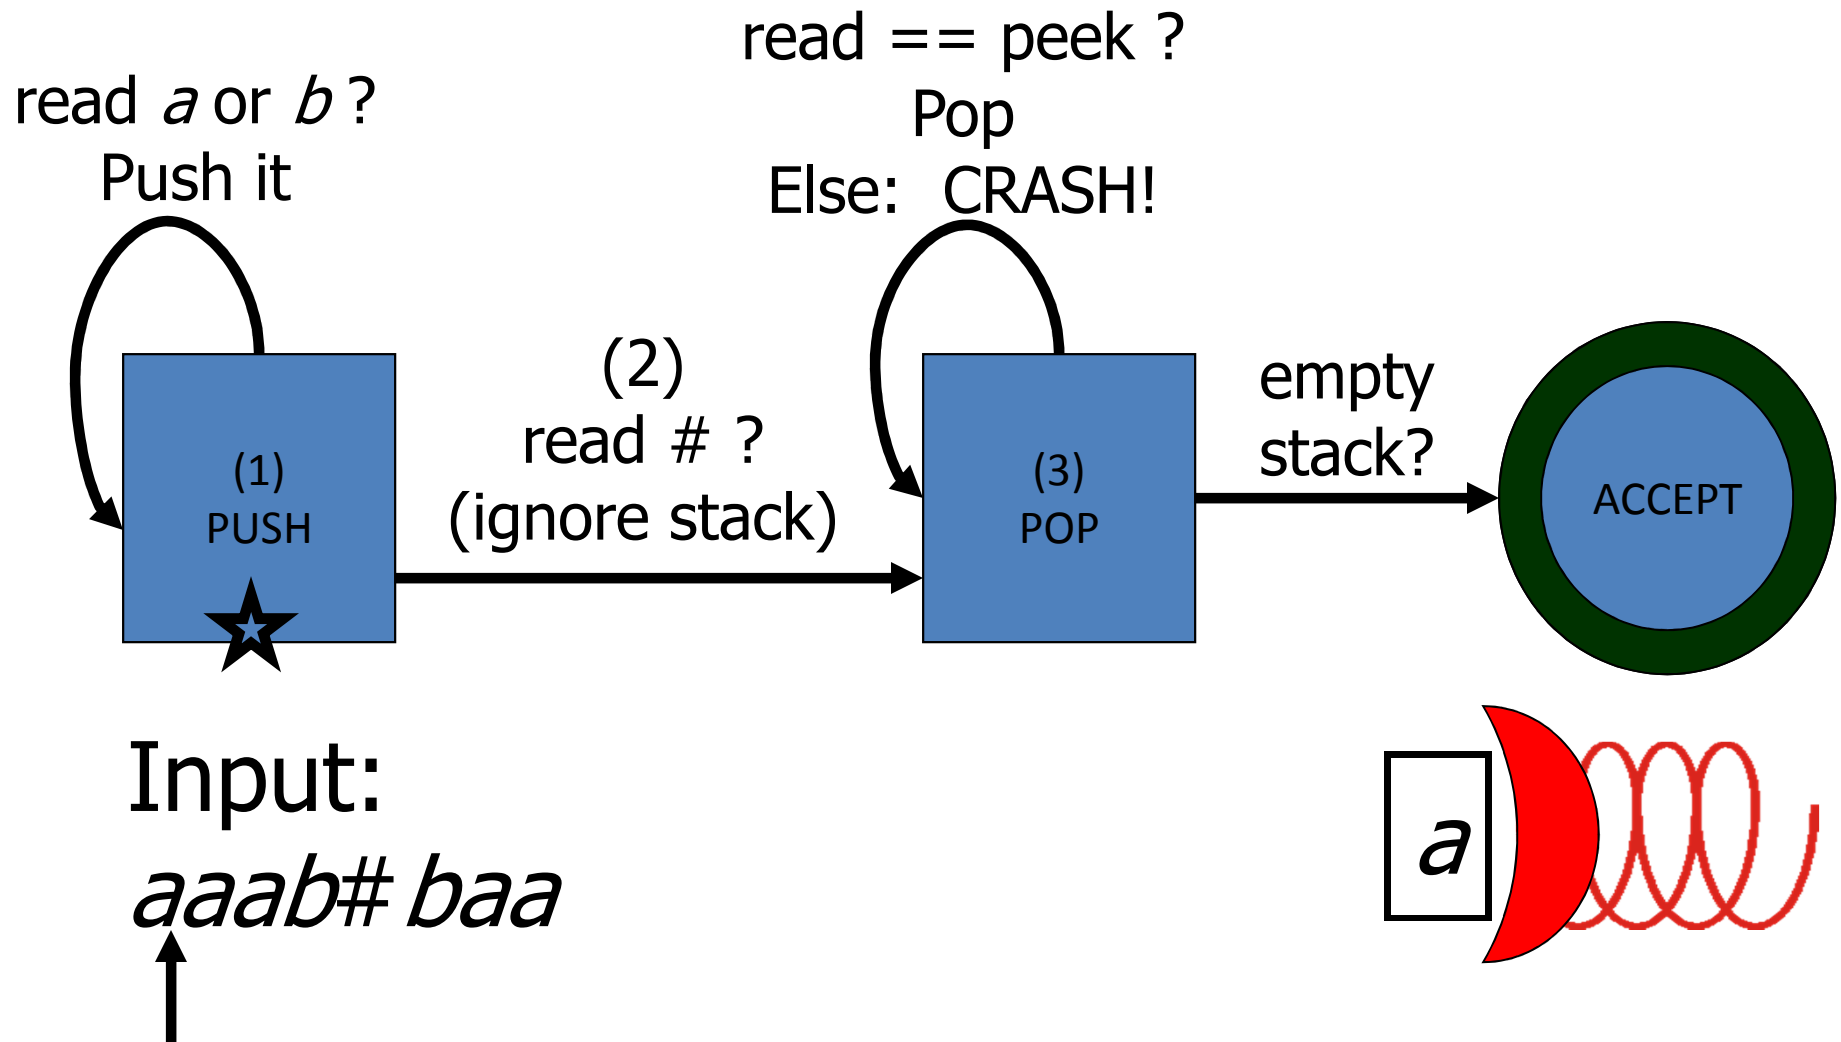 read a or b ?
Push it
read == peek ?
Pop
Else: CRASH!
(1)
PUSH
(2)
read # ?
(ignore stack)
(3)
POP
empty
stack?
ACCEPT
Input:
aaab#baa
a